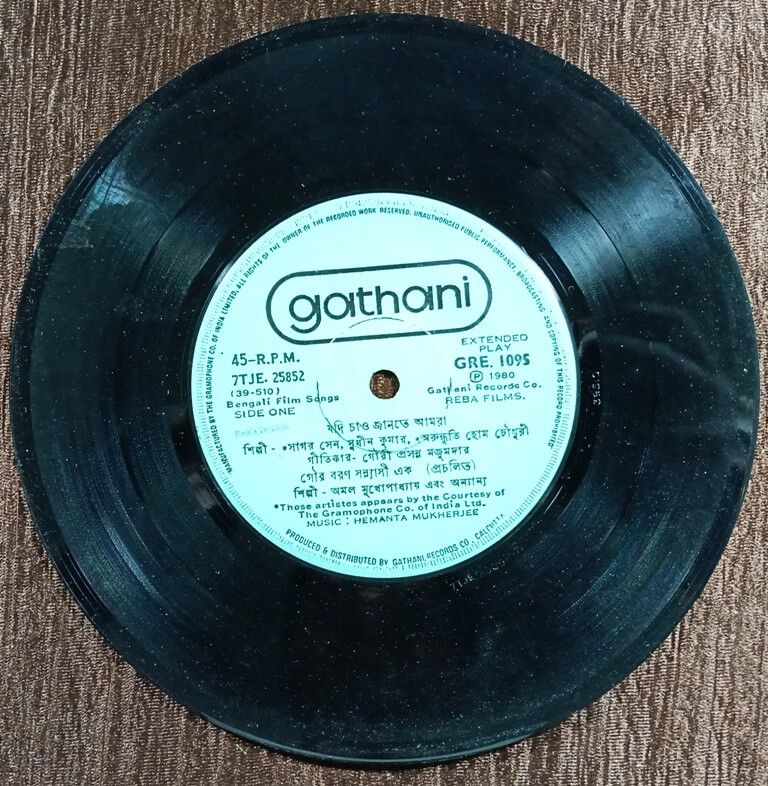 MANUFACTURED BY THE GRAMOPHONE CO. OF INDIA LIMITED. ALL RIGHTS OF THE OWNER OF THE RECORDED WORK RESERVED. UNAUTHORISED PUBLIC PERFORMANCE, BROADCASTING AND COPYING OF THIS RECORD PROHIBITED
gathani
45-R.P.M.
7TJE. 25852
(39-510)
Bengali Film Songs
SIDE ONE
EXTENDED
PLAY
GRE. 1095
Ⓟ 1980
Gathani Records Co.
REBA FILMS.
যদি চাও জানতে আমরা
শিল্পী - *সাগর সেন, সুধীন কুমার, *অরুন্ধতি হোম চৌধুরী
গীতিকার- গৌরী প্রসন্ন মজুমদার
গৌর বরণ সন্ন্যাসী এক (প্রচলিত)
শিল্পী - অমল মুখোপাধ্যায় এবং অন্যান্য
*Those artistes appears by the Courtesy of
The Gramophone Co. of India Ltd.
MUSIC : HEMANTA MUKHERJEE
PRODUCED & DISTRIBUTED BY GATHANI RECORDS CO., CALCUTTA